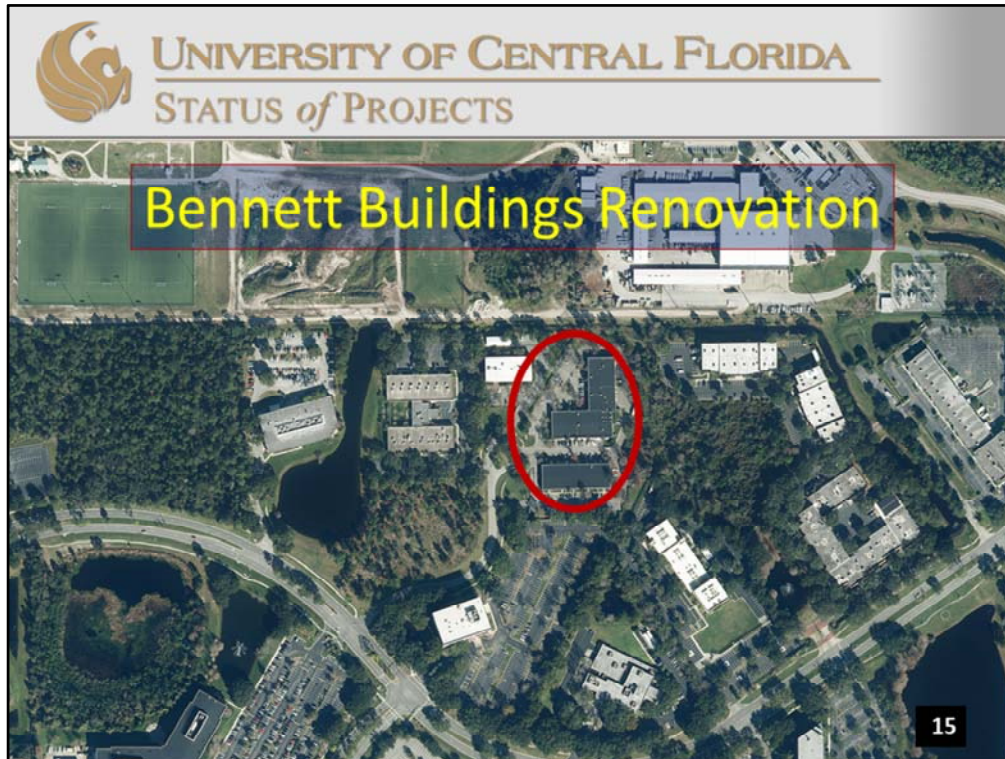 UNIVERSITY OF CENTRAL FLORIDA
STATUS of PROJECTS
Bennett Buildings Renovation
15